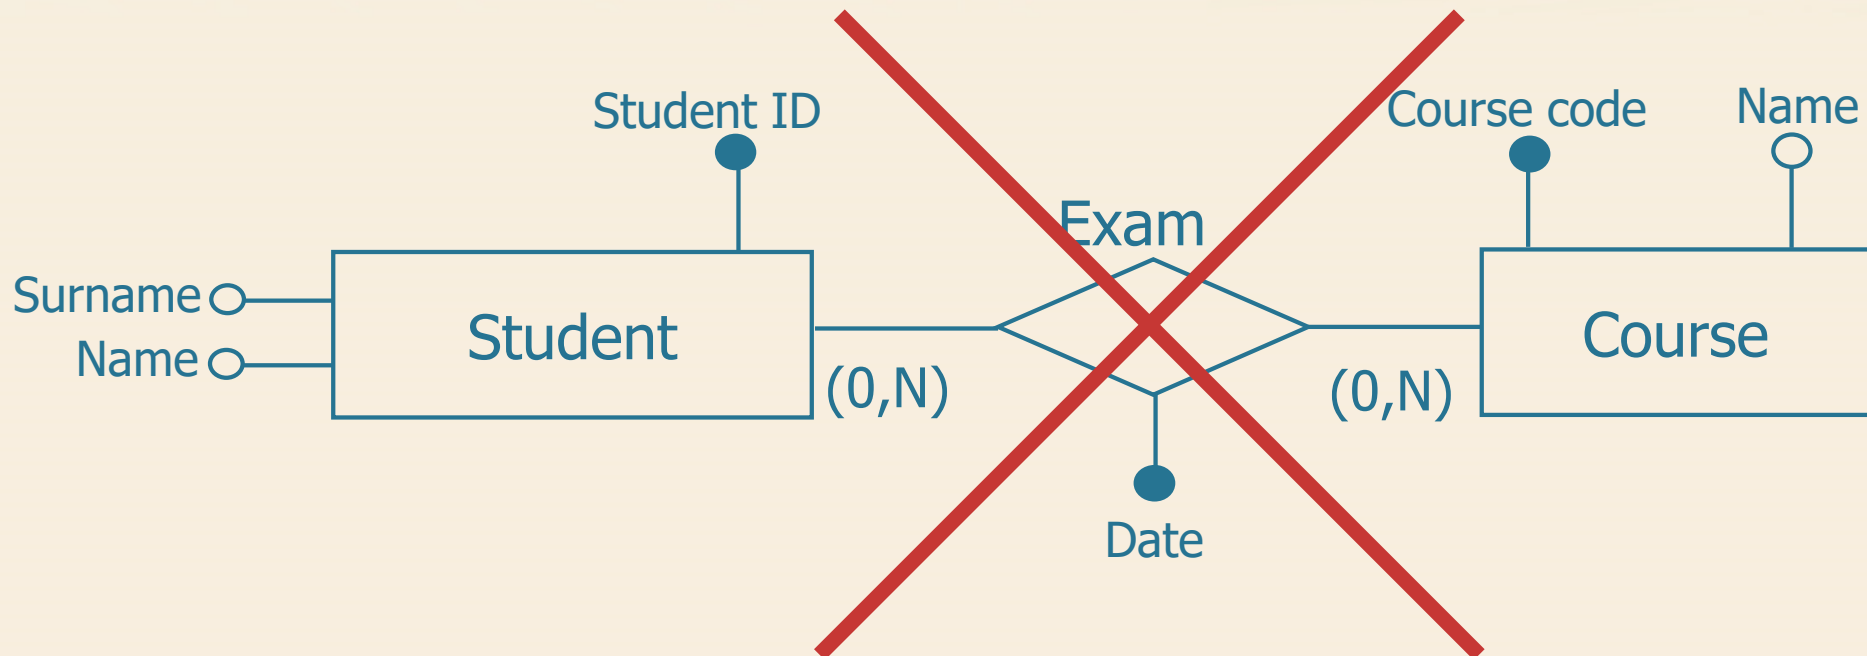 Student ID
Course code
Name
Exam
Surname
Student
Course
Name
(0,N)
(0,N)
Date